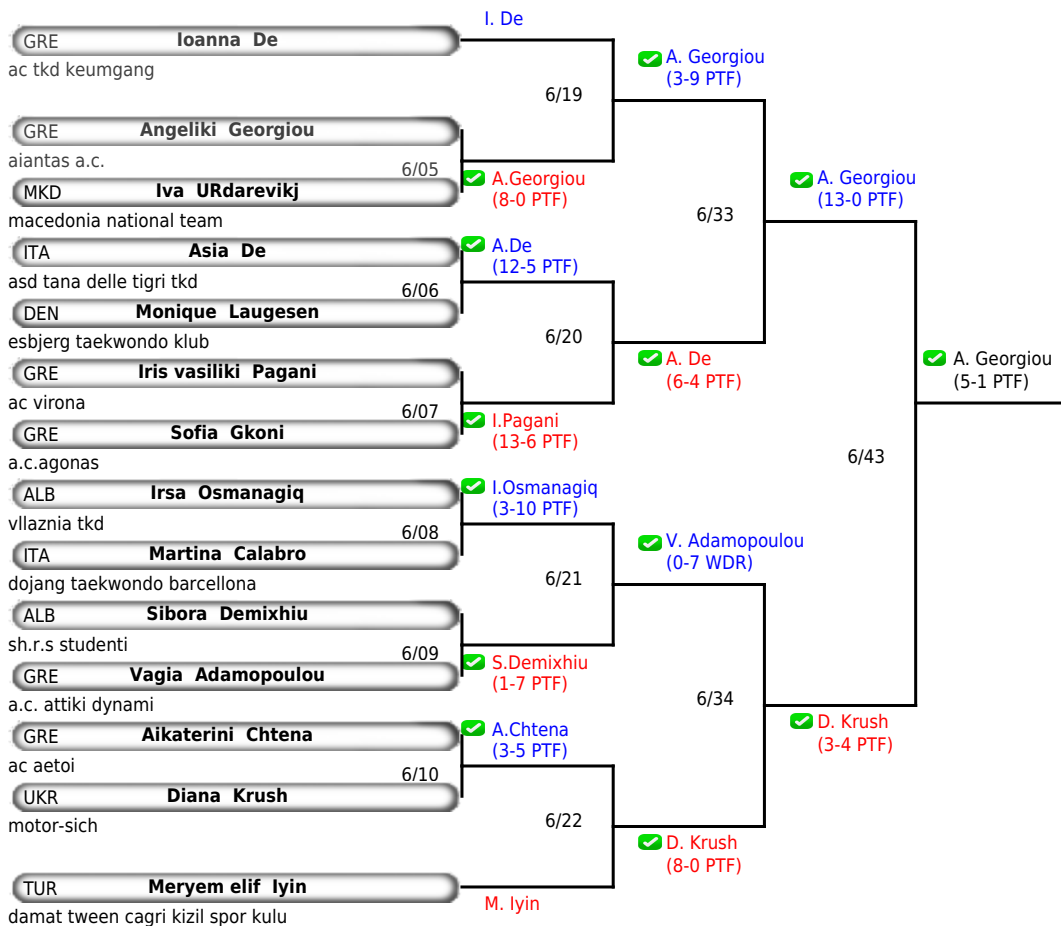 I. De
GRE Ioanna De
ac tkd keumgang
A. Georgiou
(3-9 PTF)
6/19
GRE Angeliki Georgiou
aiantas a.c.
6/05
A.Georgiou
(8-0 PTF)
MKD Iva URdarevikj
macedonia national team
A. Georgiou
(13-0 PTF)
6/33
ITA Asia De
asd tana delle tigri tkd
A.De
(12-5 PTF)
6/06
DEN Monique Laugesen
esbjerg taekwondo klub
6/20
A. De
(6-4 PTF)
A. Georgiou
(5-1 PTF)
GRE Iris vasiliki Pagani
ac virona
6/07
I.Pagani
(13-6 PTF)
GRE Sofia Gkoni
a.c.agonas
6/43
ALB Irsa Osmanagiq
vllaznia tkd
I.Osmanagiq
(3-10 PTF)
6/08
ITA Martina Calabro
dojang taekwondo barcellona
V. Adamopoulou
(0-7 WDR)
6/21
ALB Sibora Demixhiu
sh.r.s studenti
6/09
S.Demixhiu
(1-7 PTF)
GRE Vagia Adamopoulou
a.c. attiki dynami
6/34
D. Krush
(3-4 PTF)
GRE Aikaterini Chtena
ac aetoi
A.Chtena
(3-5 PTF)
6/10
UKR Diana Krush
motor-sich
6/22
D. Krush
(8-0 PTF)
TUR Meryem elif Iyin
damat tween cagri kizil spor kulu
M. Iyin